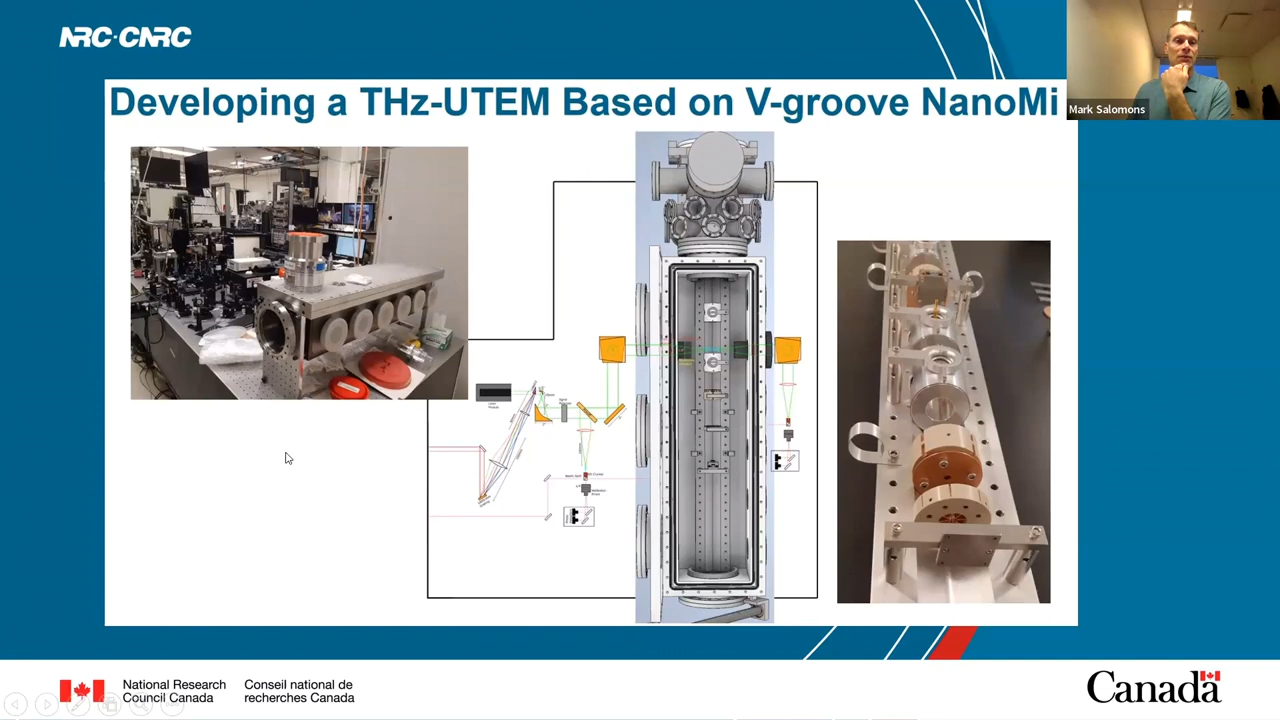 NRC·CNRC
Mark Salomons
Developing a THz-UTEM Based on V-groove NanoMi
National Research
Council Canada
Conseil national de
recherches Canada
Canada